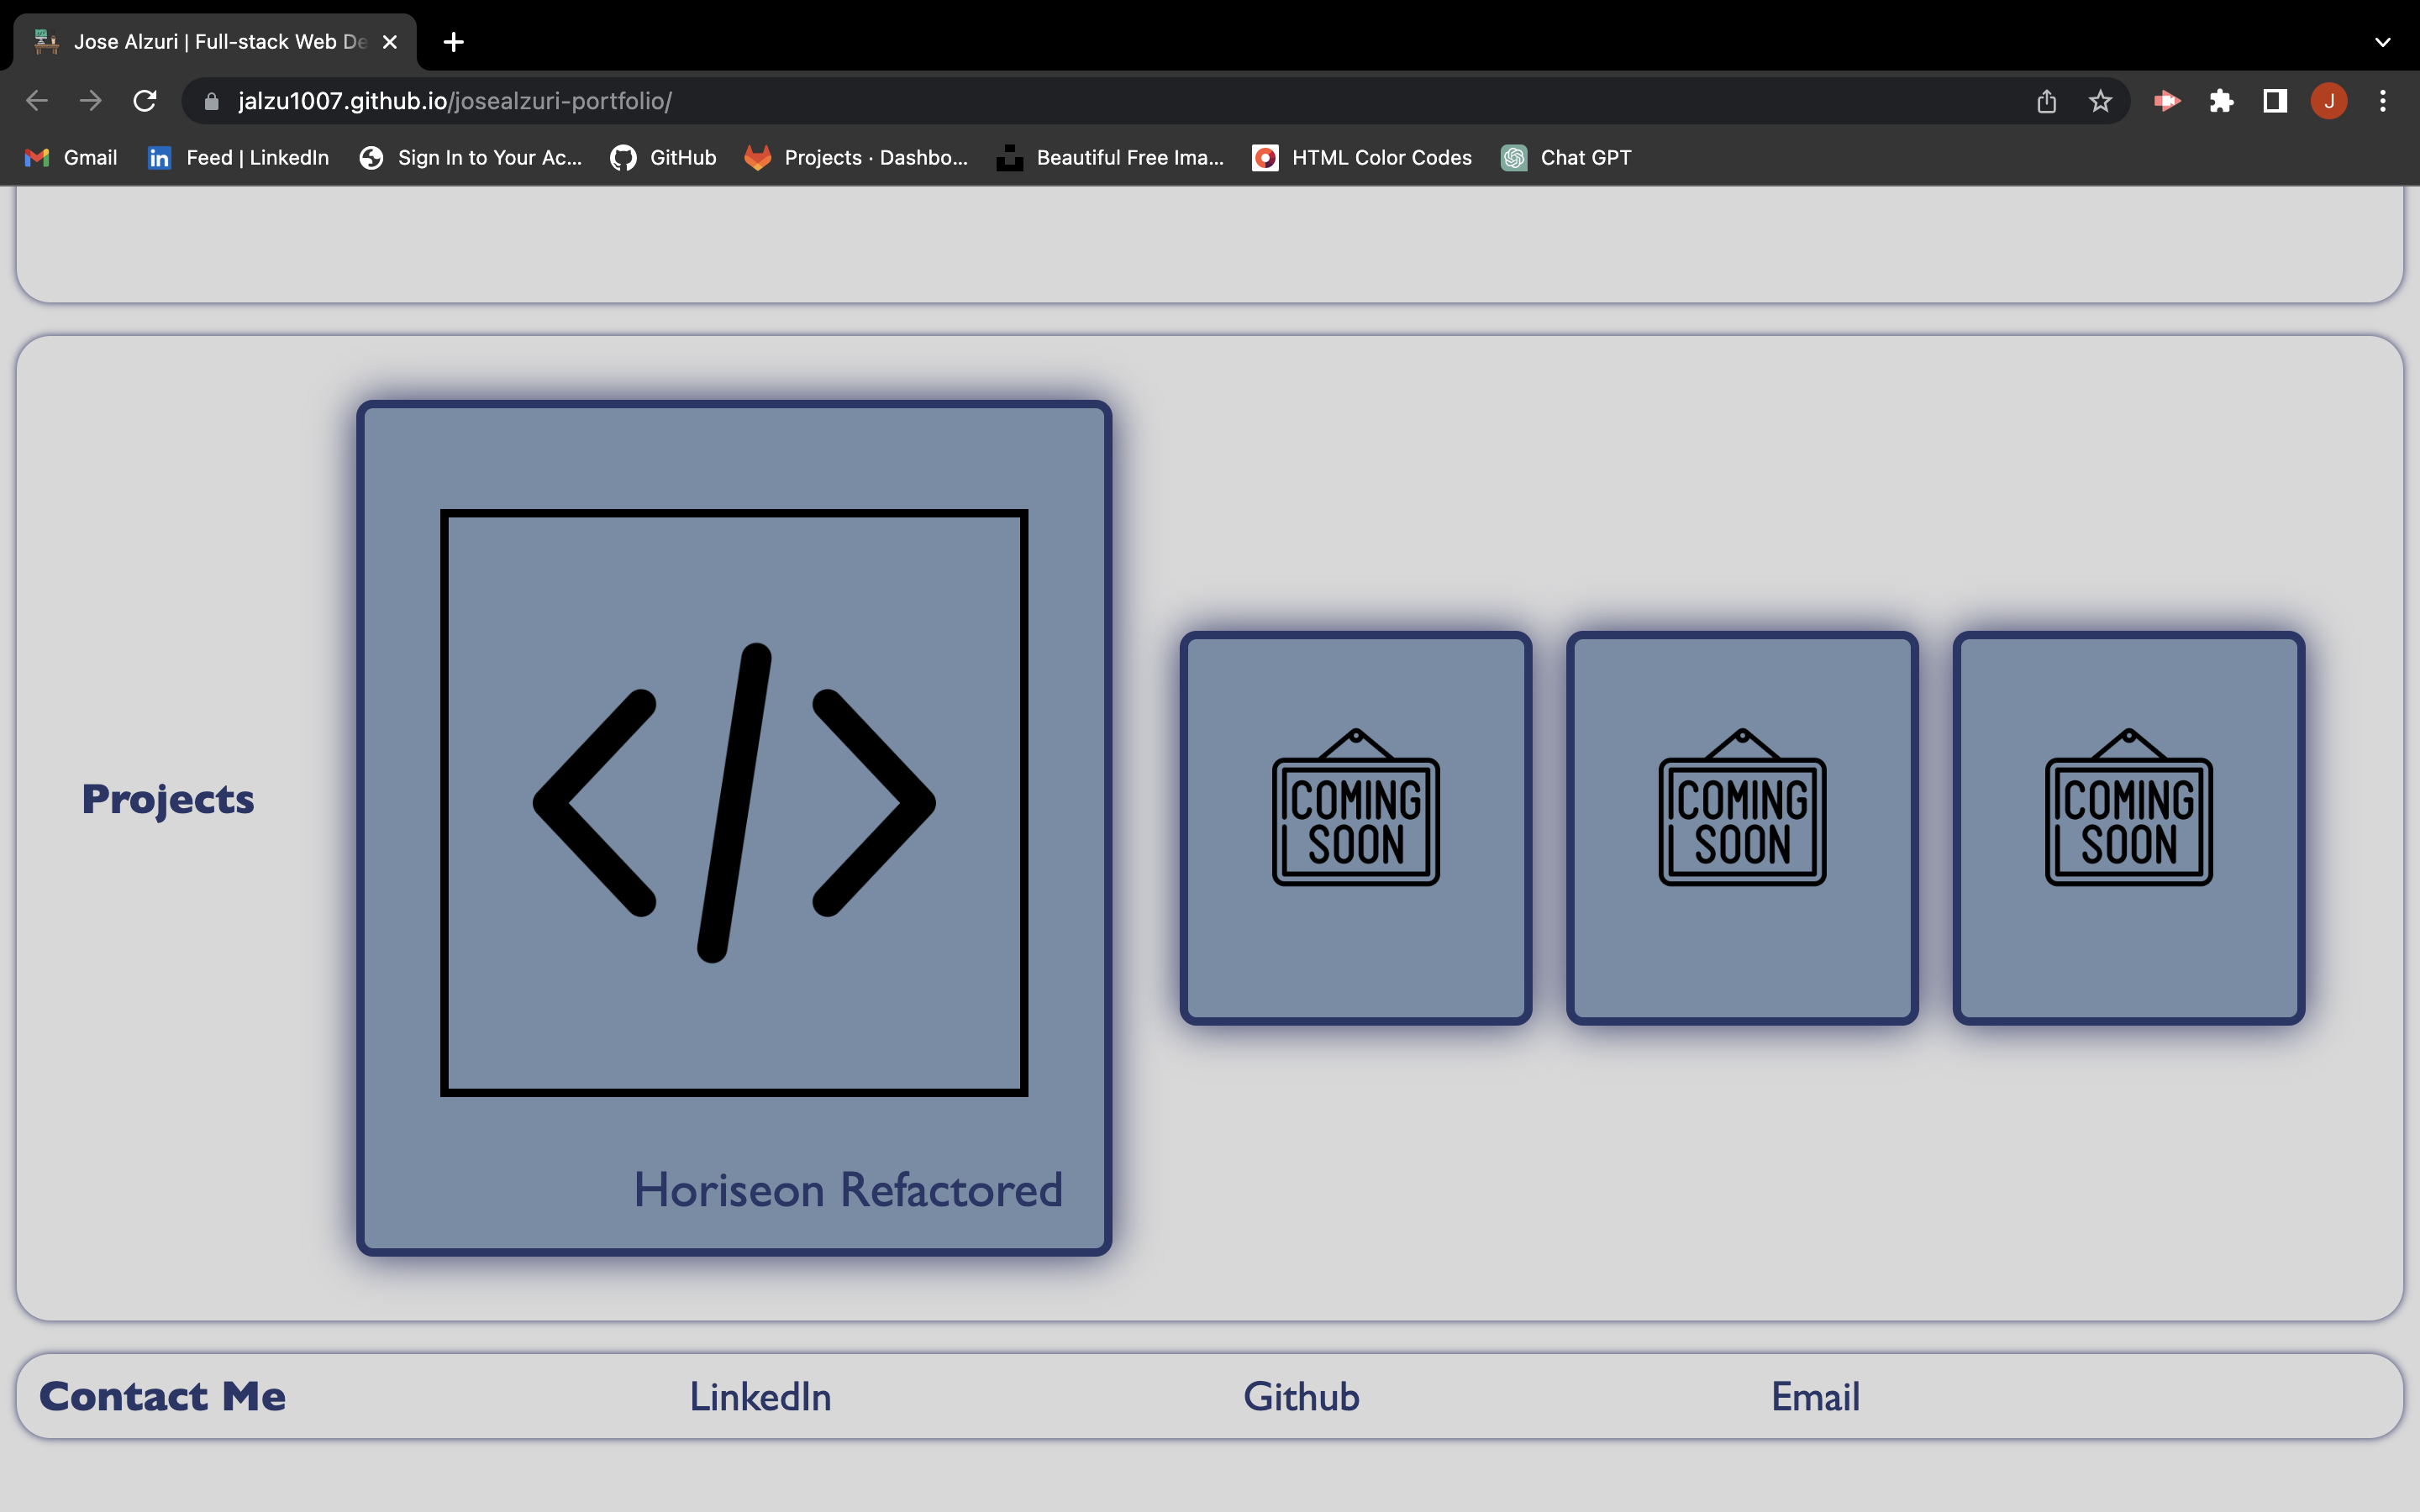 Jose Alzuri | Full-stack Web De
jalzu1007.github.io/josealzuri-portfolio/
J
Gmail
in
Feed | LinkedIn
Sign In to Your Ac...
GitHub
Projects · Dashbo...
Beautiful Free Ima...
HTML Color Codes
Chat GPT
Projects
</>
Horiseon Refactored
COMING
SOON
COMING
SOON
COMING
SOON
Contact Me
LinkedIn
Github
Email